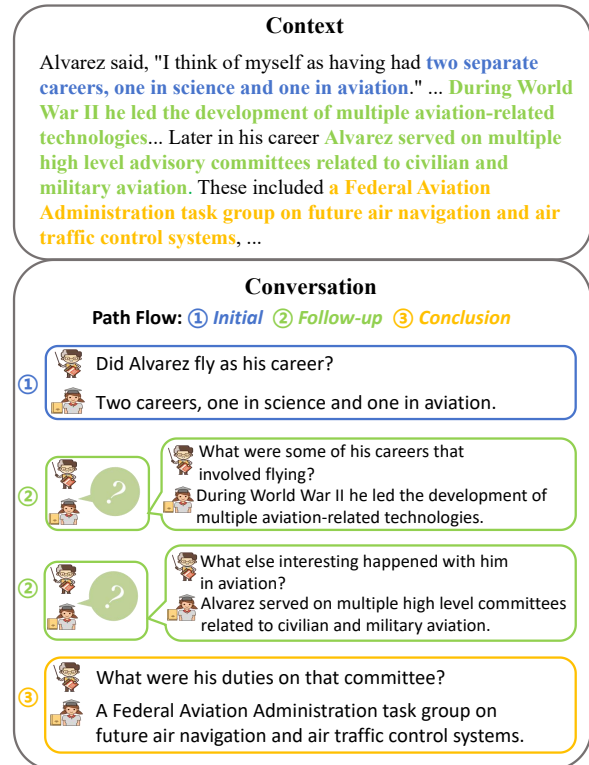 Context
Alvarez said, "I think of myself as having had two separate
careers, one in science and one in aviation." ... During World
War II he led the development of multiple aviation-related
technologies... Later in his career Alvarez served on multiple
high level advisory committees related to civilian and
military aviation. These included a Federal Aviation
Administration task group on future air navigation and air
traffic control systems, ...
Conversation
Path Flow: ① Initial ② Follow-up ③ Conclusion
①
Did Alvarez fly as his career?
Two careers, one in science and one in aviation.
②
?
What were some of his careers that
involved flying?
During World War II he led the development of
multiple aviation-related technologies.
②
?
What else interesting happened with him
in aviation?
Alvarez served on multiple high level committees
related to civilian and military aviation.
③
What were his duties on that committee?
A Federal Aviation Administration task group on
future air navigation and air traffic control systems.